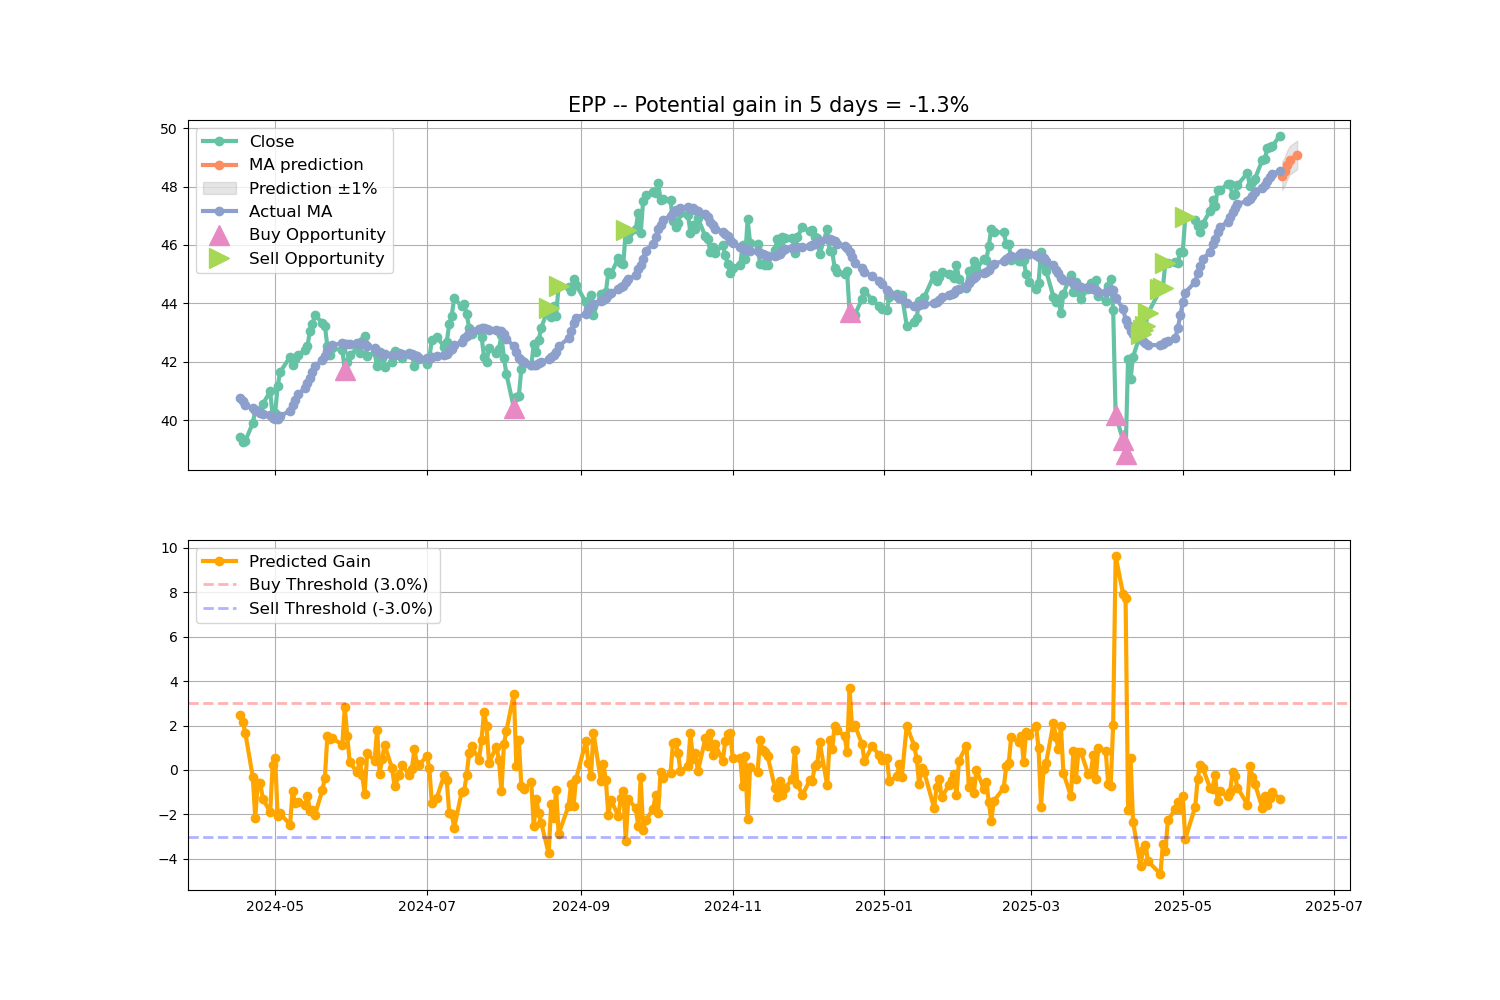 EPP -- Potential gain in 5 days = -1.3%
50
48
46
44
42
40
Close
MA prediction
Prediction ±1%
Actual MA
Buy Opportunity
Sell Opportunity
10
8
6
4
2
0
−2
−4
Predicted Gain
Buy Threshold (3.0%)
Sell Threshold (-3.0%)
2024-05
2024-07
2024-09
2024-11
2025-01
2025-03
2025-05
2025-07